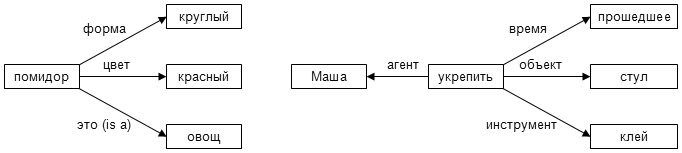 круглый
форма
цвет
помидор
красный
это (is a)
овощ
прошедшее
время
агент
объект
Маша
укрепить
стул
инструмент
клей